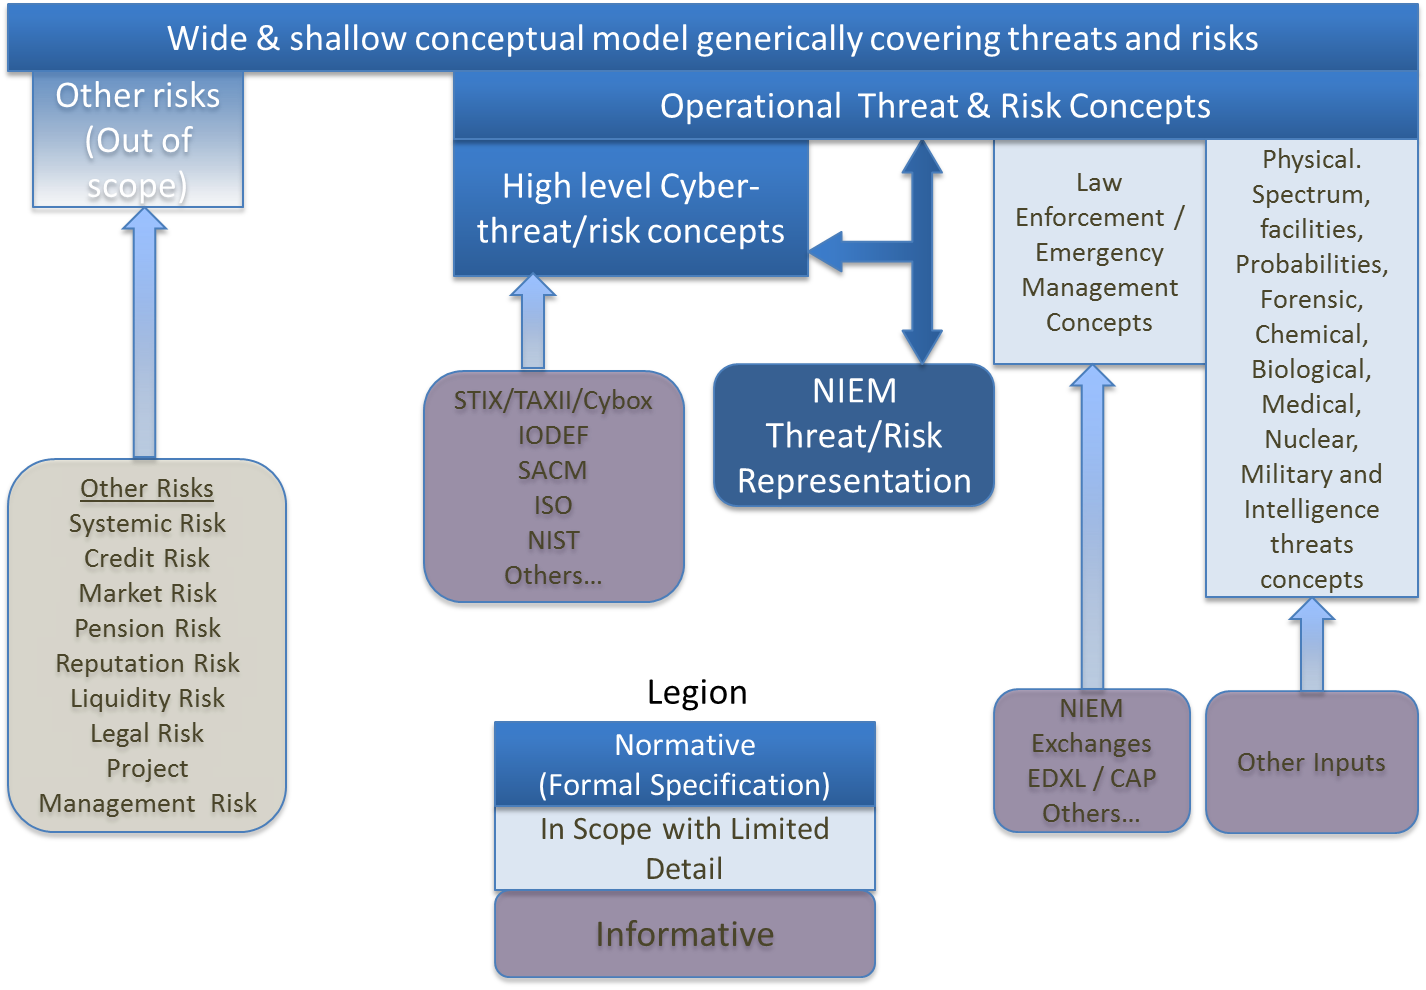 Wide & shallow conceptual model generically covering threats and risks
Other risks
(Out of
scope)
Operational Threat & Risk Concepts
High level Cyber-
threat/risk concepts
Law
Enforcement /
Emergency
Management
Concepts
Physical.
Spectrum,
facilities,
Probabilities,
Forensic,
Chemical,
Biological,
Medical,
Nuclear,
Military and
Intelligence
threats
concepts
STIX/TAXII/Cybox
IODEF
SACM
ISO
NIST
Others...
NIEM
Threat/Risk
Representation
Other Risks
Systemic Risk
Credit Risk
Market Risk
Pension Risk
Reputation Risk
Liquidity Risk
Legal Risk
Project
Management Risk
NIEM
Exchanges
EDXL / CAP
Others...
Other Inputs
Legion
Normative
(Formal Specification)
In Scope with Limited
Detail
Informative